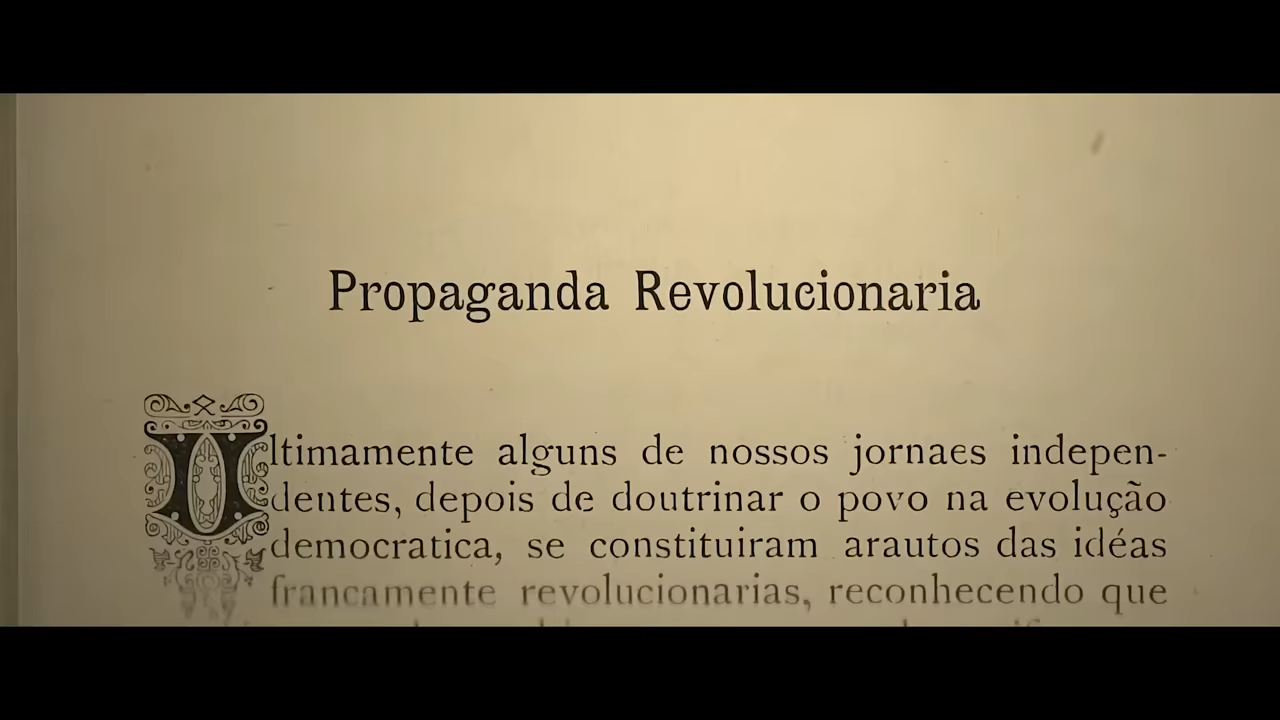 Propaganda Revolucionaria
Ultimamente alguns de nossos jornaes indepen-
dentes, depois de doutrinar o povo na evolução
democratica, se constituiram arautos das idéas
francamente revolucionarias, reconhecendo que